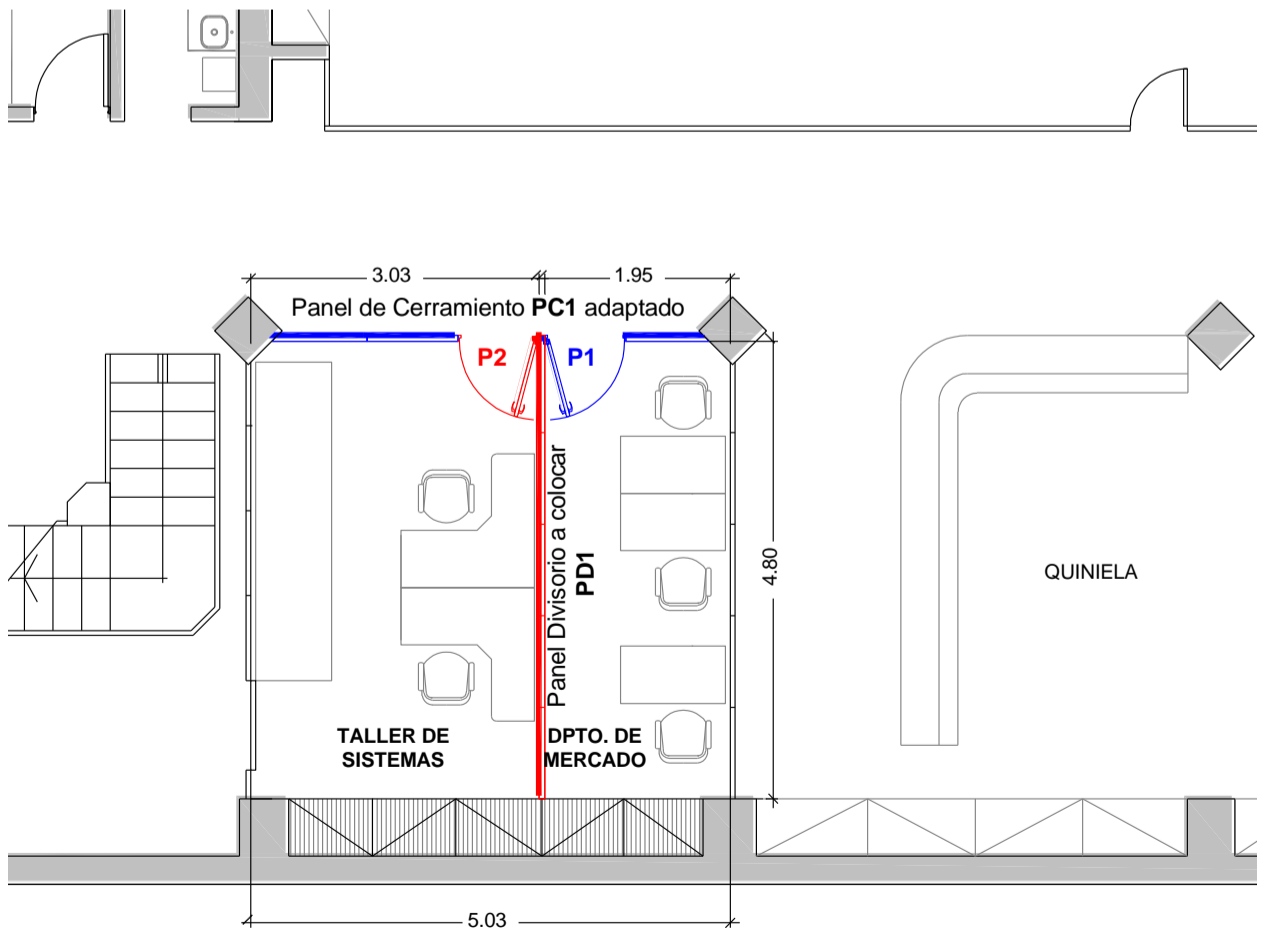 3.03
1.95
Panel de Cerramiento PC1 adaptado
P2
P1
Panel Divisorio a colocar
PD1
4.80
QUINIELA
TALLER DE
SISTEMAS
DPTO. DE
MERCADO
5.03